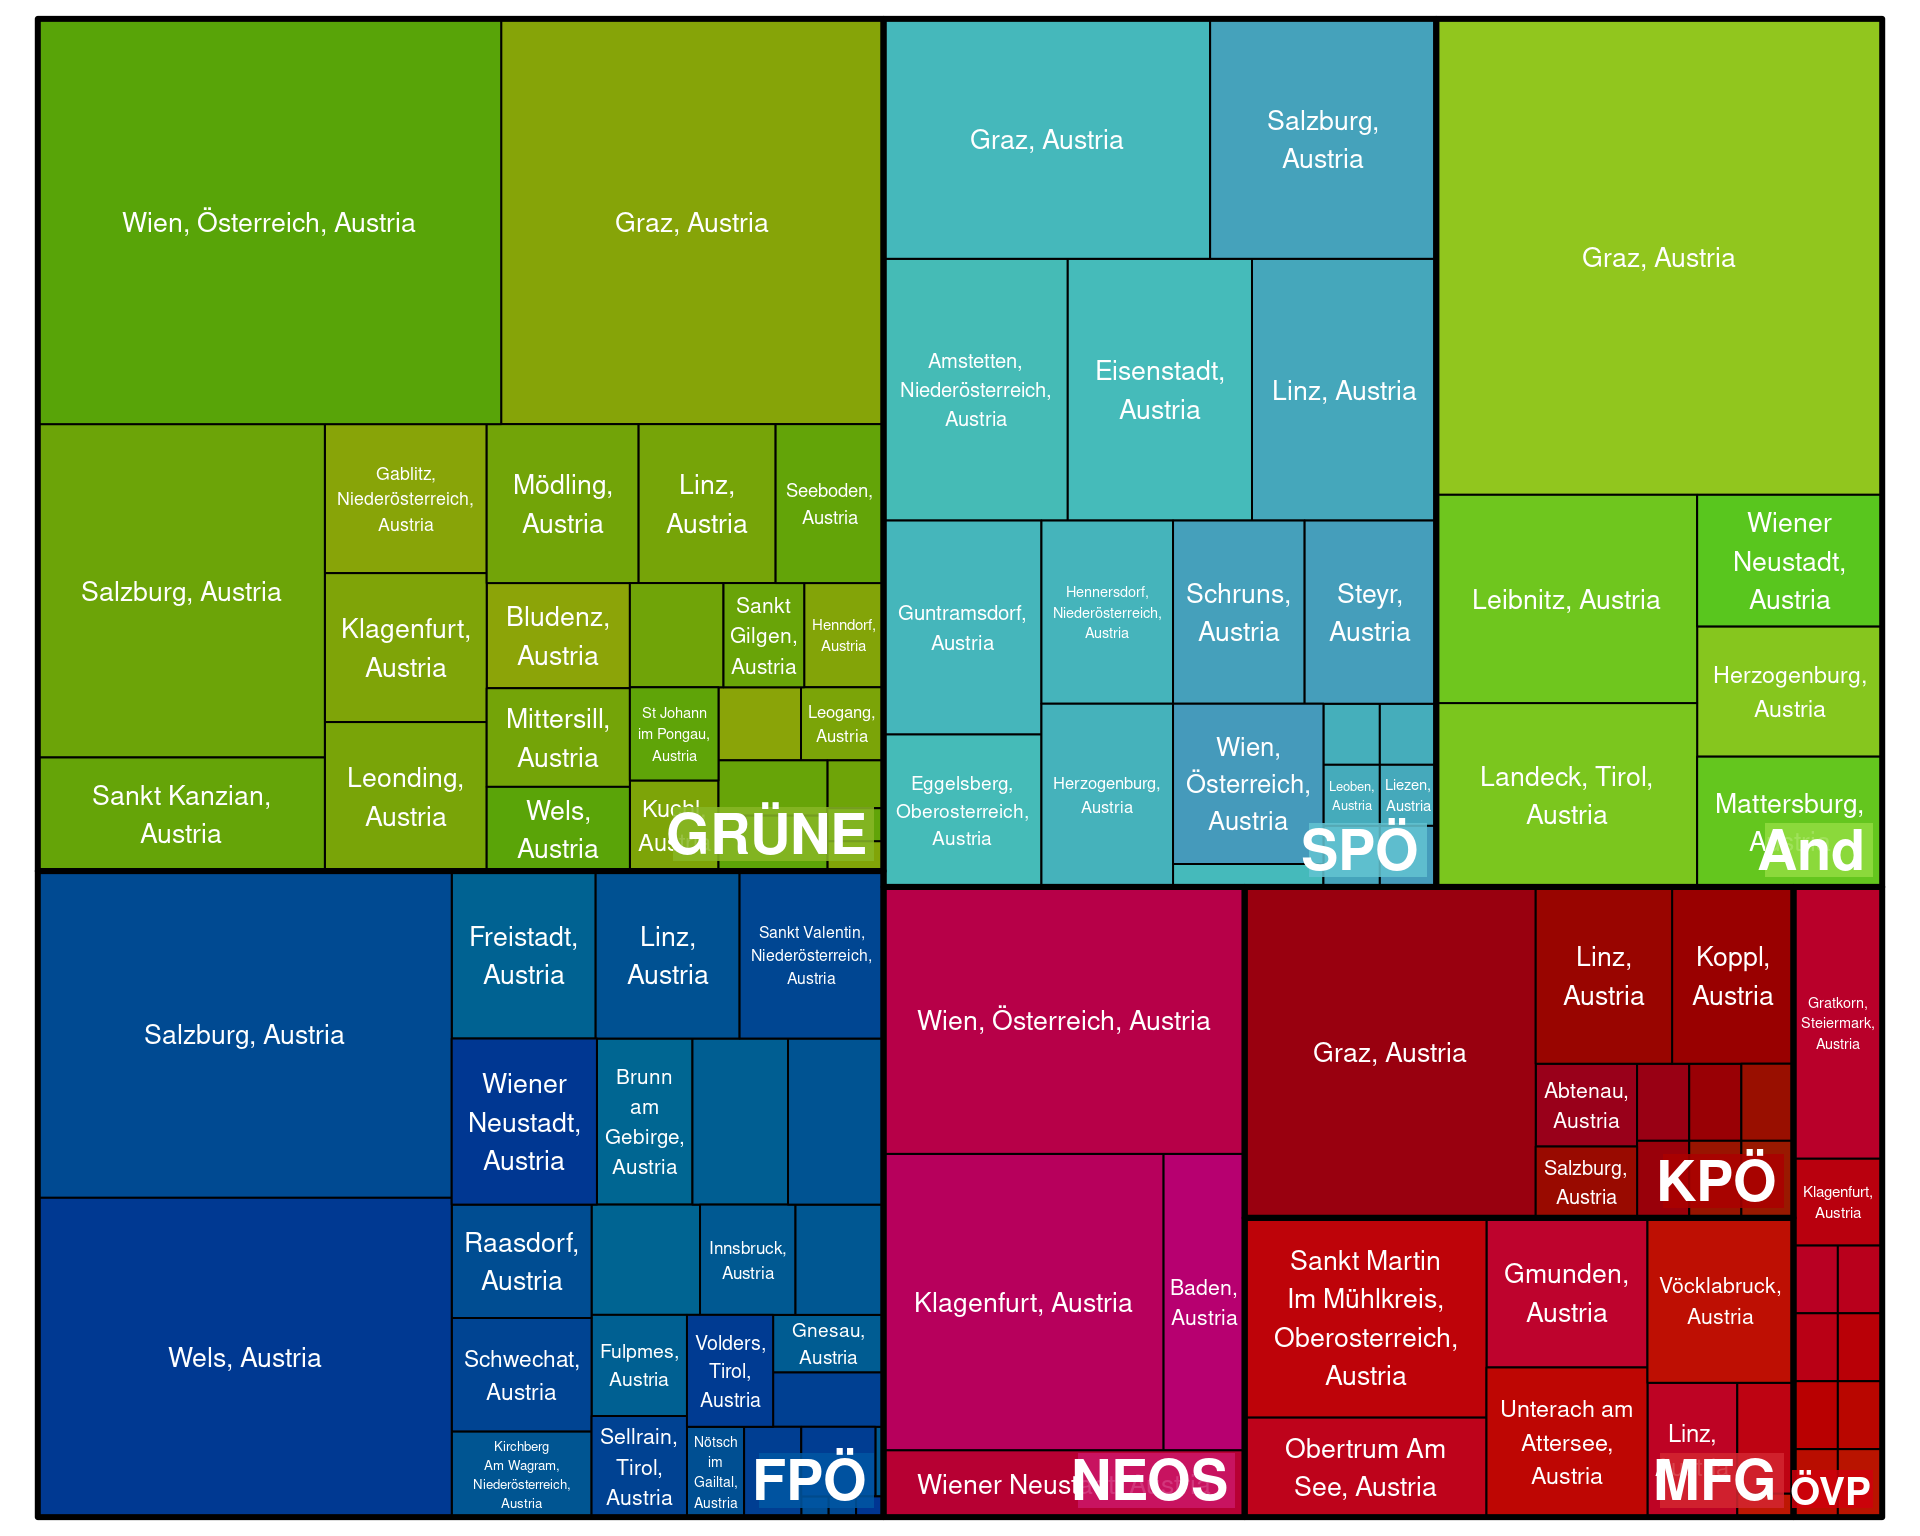 Wien, Österreich, Austria
Graz, Austria
Salzburg, Austria
Sankt Kanzian,
Austria
Gablitz,
Niederösterreich,
Austria
Klagenfurt,
Austria
Leonding,
Austria
Mödling,
Austria
Linz,
Austria
Seeboden,
Austria
Bludenz,
Austria
Sankt
Gilgen,
Austria
Henndorf,
Austria
Mittersill,
Austria
St Johann
im Pongau,
Austria
Leogang,
Austria
Wels,
Austria
Kuchl,
Austria
GRÜNE
Graz, Austria
Salzburg,
Austria
Amstetten,
Niederösterreich,
Austria
Eisenstadt,
Austria
Linz, Austria
Guntramsdorf,
Austria
Hennersdorf,
Niederösterreich,
Austria
Schruns,
Austria
Steyr,
Austria
Eggelsberg,
Oberosterreich,
Austria
Herzogenburg,
Austria
Wien,
Österreich,
Austria
Leoben,
Austria
Liezen,
Austria
SPÖ
Graz, Austria
Leibnitz, Austria
Wiener
Neustadt,
Austria
Herzogenburg,
Austria
Landeck, Tirol,
Austria
Mattersburg,
Austria
And
Salzburg, Austria
Wels, Austria
Freistadt,
Austria
Linz,
Austria
Sankt Valentin,
Niederösterreich,
Austria
Wiener
Neustadt,
Austria
Brunn
am
Gebirge,
Austria
Raasdorf,
Austria
Innsbruck,
Austria
Schwechat,
Austria
Fulpmes,
Austria
Volders,
Tirol,
Austria
Gnesau,
Austria
Kirchberg
Am Wagram,
Niederösterreich,
Austria
Sellrain,
Tirol,
Austria
Nötsch
im
Gailtal,
Austria
FPÖ
Wien, Österreich, Austria
Klagenfurt, Austria
Baden,
Austria
Wiener Neustadt, Austria
NEOS
Graz, Austria
Linz,
Austria
Koppl,
Austria
Abtenau,
Austria
Salzburg,
Austria
KPÖ
Sankt Martin
Im Mühlkreis,
Oberosterreich,
Austria
Gmunden,
Austria
Vöcklabruck,
Austria
Obertrum Am
See, Austria
Unterach am
Attersee,
Austria
Linz,
Austria
MFG
Gratkorn,
Steiermark,
Austria
Klagenfurt,
Austria
ÖVP